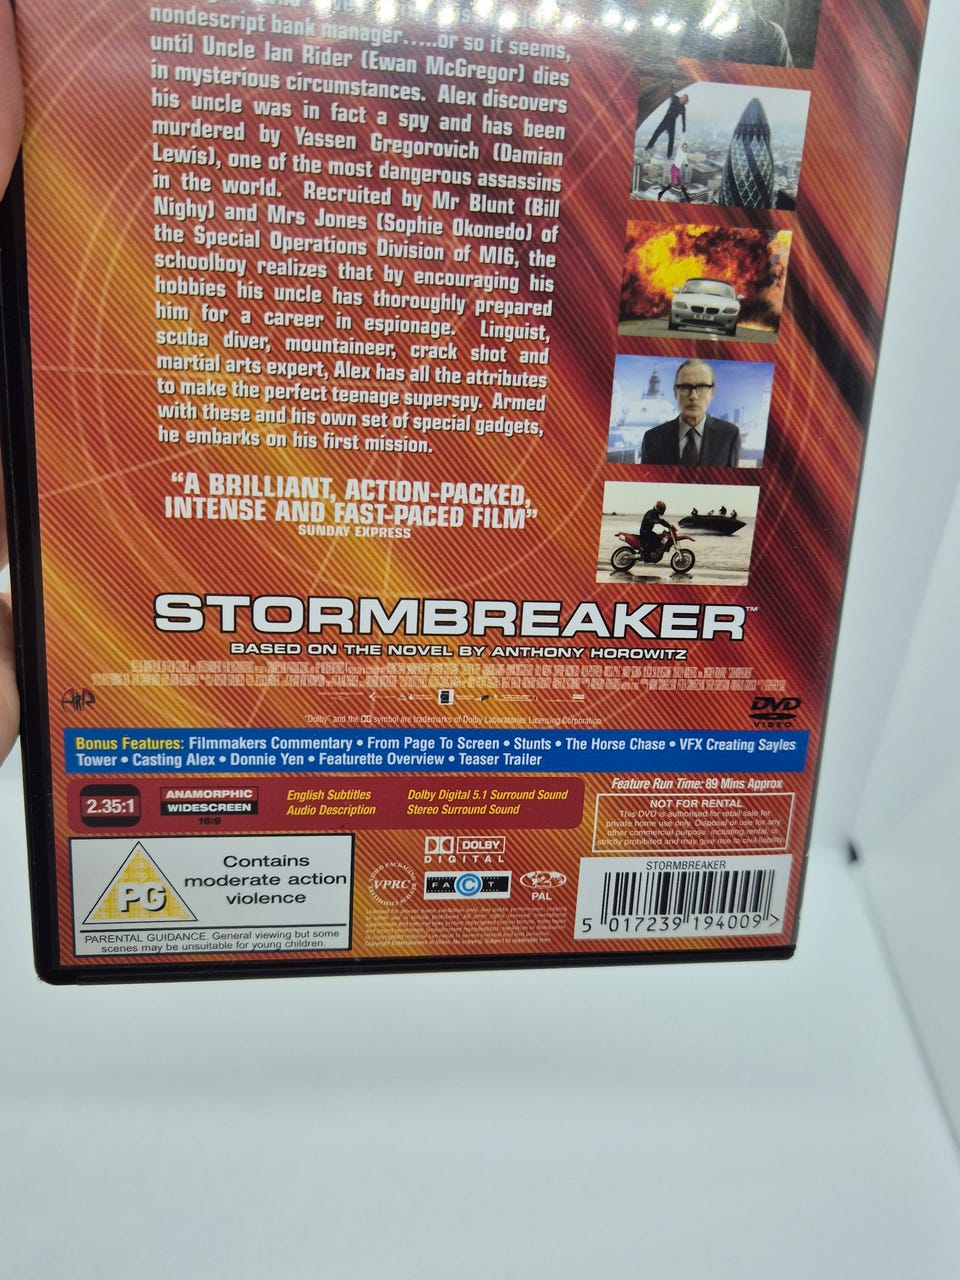 nondescript bank manager.....or so it seems,
until Uncle Ian Rider (Ewan McGregor) dies
in mysterious circumstances. Alex discovers
his uncle was in fact a spy and has been
murdered by Yassen Gregorovich (Damian
Lewis), one of the most dangerous assassins
in the world. Recruited by Mr Blunt (Bill
Nighy) and Mrs Jones (Sophie Okonedo) of
the Special Operations Division of MI6, the
schoolboy realizes that by encouraging his
hobbies his uncle has thoroughly prepared
him for a career in espionage. Linguist,
scuba diver, mountaineer, crack shot and
martial arts expert, Alex has all the attributes
to make the perfect teenage superspy. Armed
with these and his own set of special gadgets,
he embarks on his first mission.
“A BRILLIANT, ACTION-PACKED,
INTENSE AND FAST-PACED FILM”
SUNDAY EXPRESS
STORMBREAKER™
BASED ON THE NOVEL BY ANTHONY HOROWITZ
DVD
VIDEO
"Dolby" and the symbol are trademarks of Dolby Laboratories Licensing Corporation
Bonus Features: Filmmakers Commentary • From Page To Screen • Stunts • The Horse Chase • VFX Creating Sayles
Tower • Casting Alex • Donnie Yen • Featurette Overview • Teaser Trailer
2.35:1
ANAMORPHIC
WIDESCREEN
16:9
English Subtitles
Audio Description
Dolby Digital 5.1 Surround Sound
Stereo Surround Sound
Feature Run Time: 89 Mins Approx
NOT FOR RENTAL
This DVD is authorised for retail sale for
private home use only. Disposal or use for any
other commercial purpose, including rental, is
strictly prohibited and may give rise to civil liability
PG
Contains
moderate action
violence
PARENTAL GUIDANCE. General viewing but some
scenes may be unsuitable for young children.
DOLBY
DIGITAL
VPRC
FACT
PAL
STORMBREAKER
5 017239 194009 >